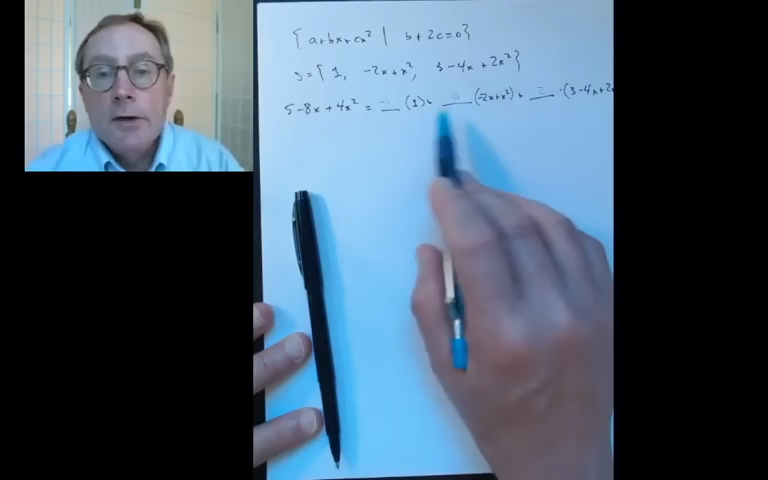 { a+bx+cx² | b+2c=0}
S={ 1, -2x+x², 3-4x+2x² }
5-8x+4x² = -1 (1)+ 0 (-2x+x²) + 2 ·(3-4x+2x